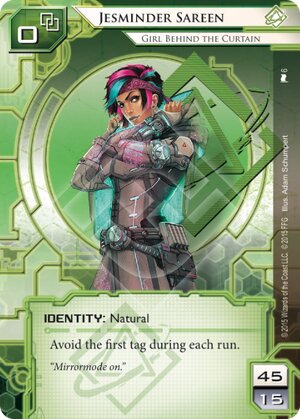 0
Jesminder Sareen
Girl Behind the Curtain
6
Illus. Adam Schumpert
© 2015 Wizards of the Coast LLC. © 2015 FFG
IDENTITY: Natural
Avoid the first tag during each run.
“Mirrormode on.”
45
15